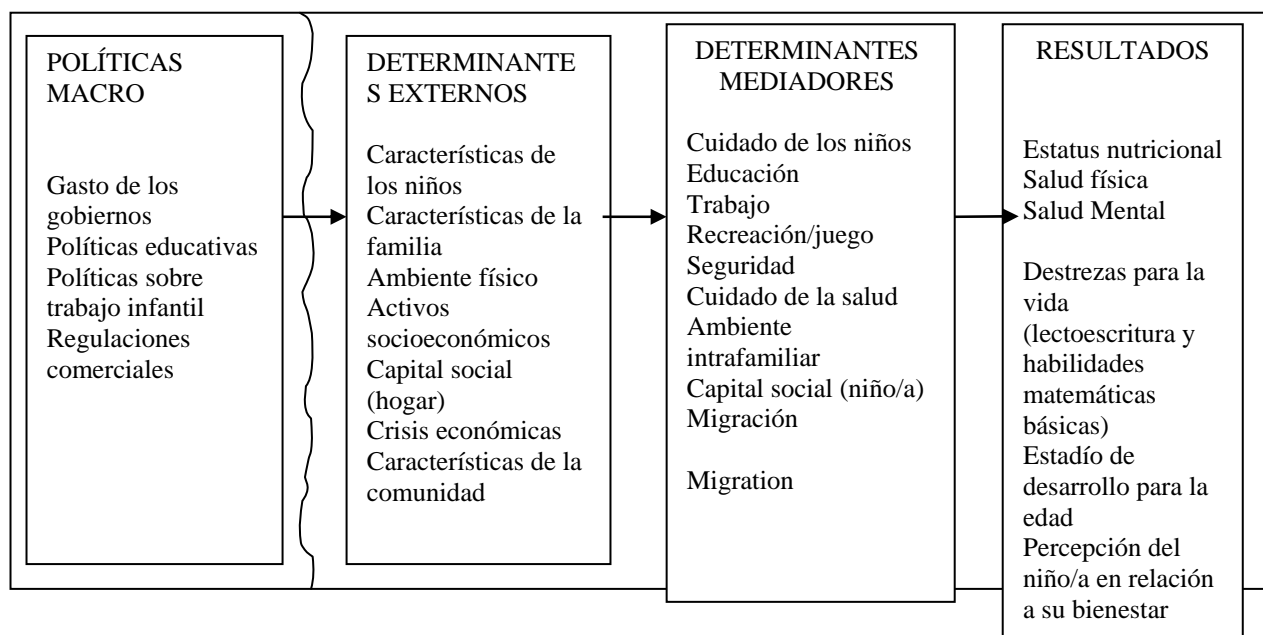 POLÍTICAS
MACRO
Gasto de los
gobiernos
Políticas educativas
Políticas sobre
trabajo infantil
Regulaciones
comerciales
DETERMINANTE
S EXTERNOS
Características de
los niños
Características de la
familia
Ambiente físico
Activos
socioeconómicos
Capital social
(hogar)
Crisis económicas
Características de la
comunidad
DETERMINANTES
MEDIADORES
Cuidado de los niños
Educación
Trabajo
Recreación/juego
Seguridad
Cuidado de la salud
Ambiente
intrafamiliar
Capital social (niño/a)
Migración
Migration
RESULTADOS
Estatus nutricional
Salud física
Salud Mental
Destrezas para la
vida
(lectoescritura y
habilidades
matemáticas
básicas)
Estadío de
desarrollo para la
edad
Percepción del
niño/a en relación
a su bienestar